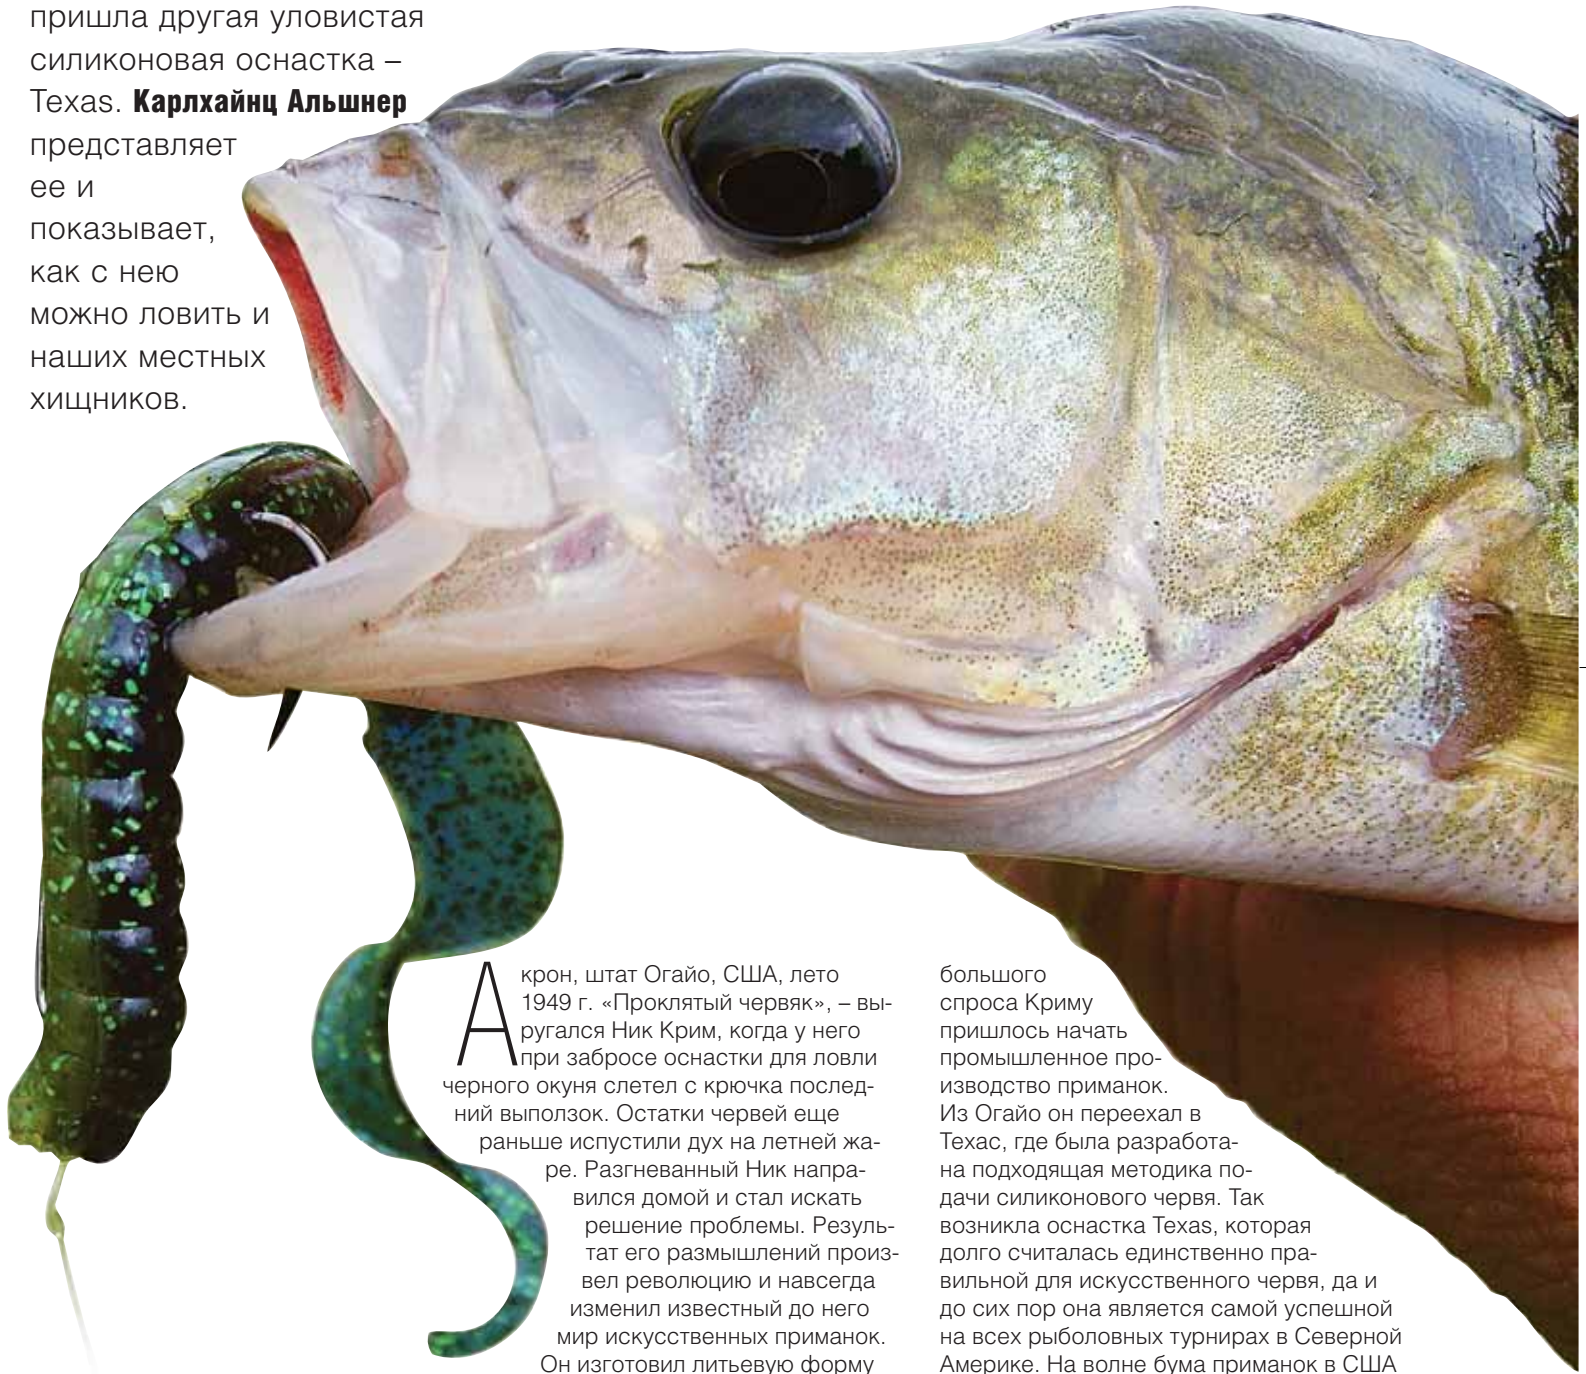 пришла другая уловистая
силиконовая оснастка –
Texas. Карлхайнц Альшнер
представляет
ее и
показывает,
как с нею
можно ловить и
наших местных
хищников.
Акрон, штат Огайо, США, лето
1949 г. «Проклятый червяк», – вы-
ругался Ник Крим, когда у него
при забросе оснастки для ловли
черного окуня слетел с крючка послед-
ний выползок. Остатки червей еще
раньше испустили дух на летней жа-
ре. Разгневанный Ник напра-
вился домой и стал искать
решение проблемы. Резуль-
тат его размышлений произ-
вел революцию и навсегда
изменил известный до него
мир искусственных приманок.
Он изготовил литьевую форму
большого
спроса Криму
пришлось начать
промышленное про-
изводство приманок.
Из Огайо он переехал в
Техас, где была разработа-
на подходящая методика по-
дачи силиконового червя. Так
возникла оснастка Texas, которая
долго считалась единственно пра-
вильной для искусственного червя, да и
до сих пор она является самой успешной
на всех рыболовных турнирах в Северной
Америке. На волне бума приманок в США